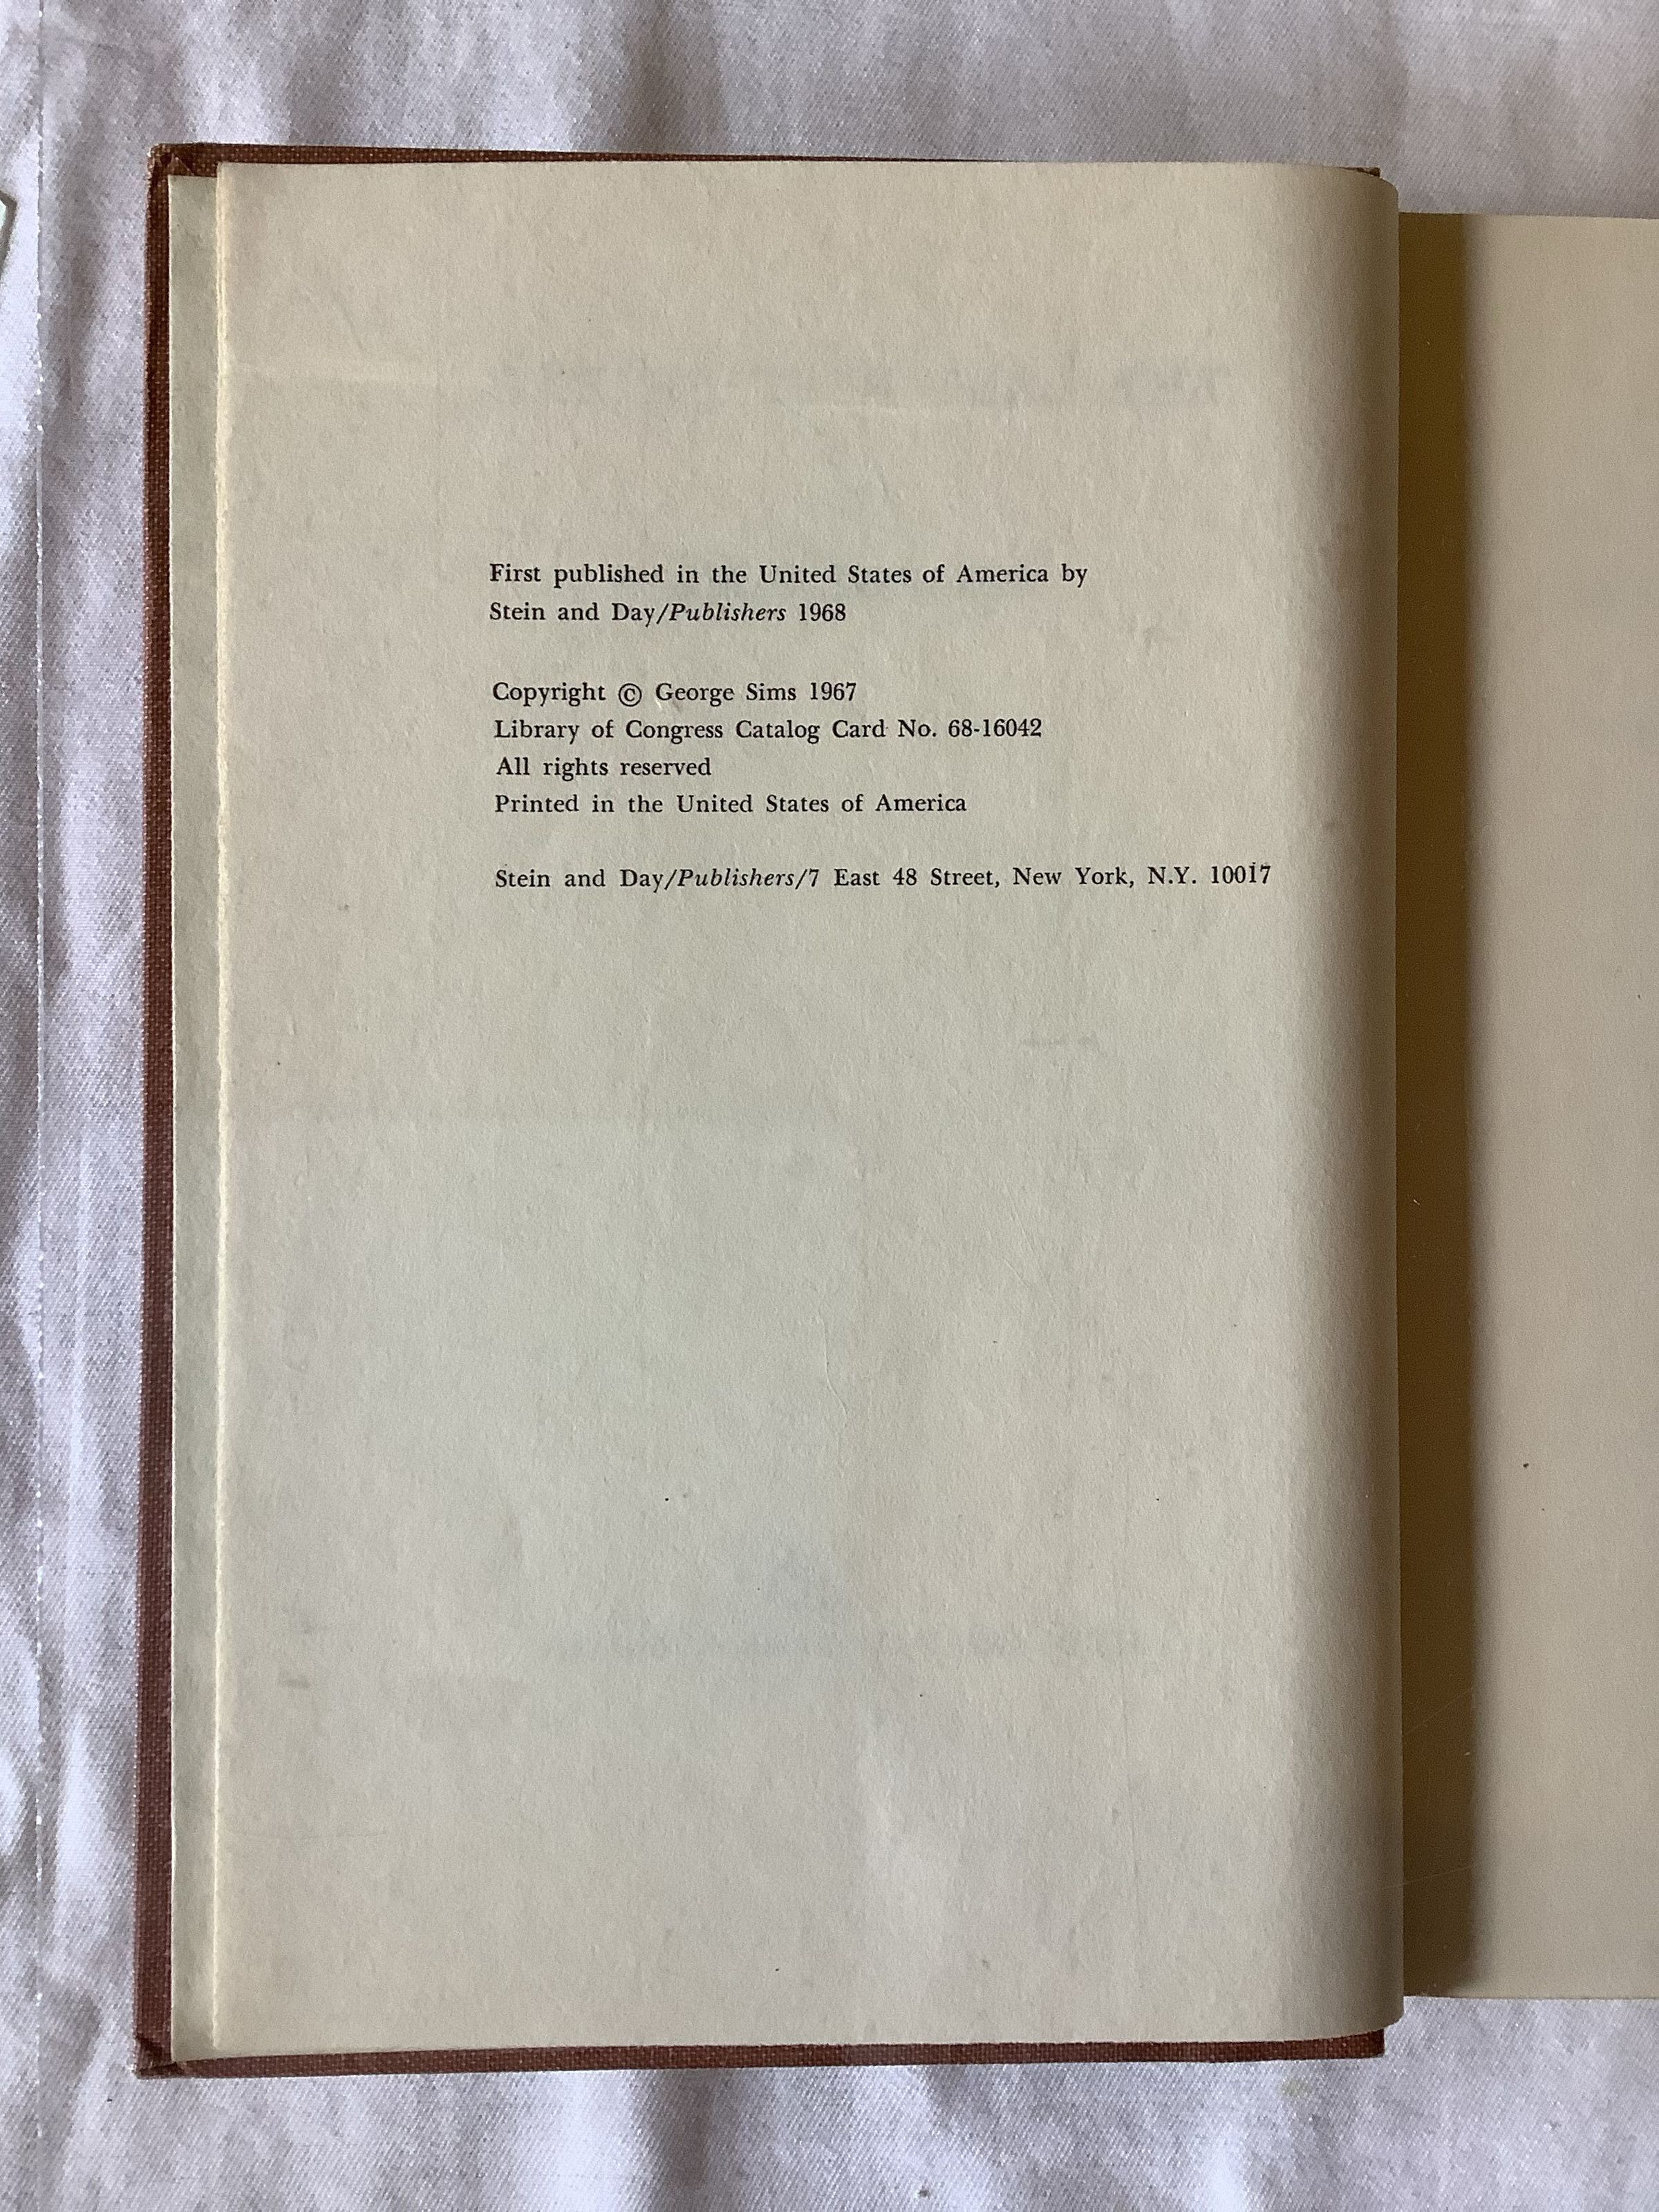 First published in the United States of America by
Stein and Day/Publishers 1968
Copyright © George Sims 1967
Library of Congress Catalog Card No. 68-16042
All rights reserved
Printed in the United States of America
Stein and Day/Publishers/7 East 48 Street, New York, N.Y. 10017